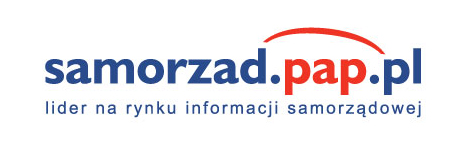 samorzad.pap.pl
lider na rynku informacji samorządowej